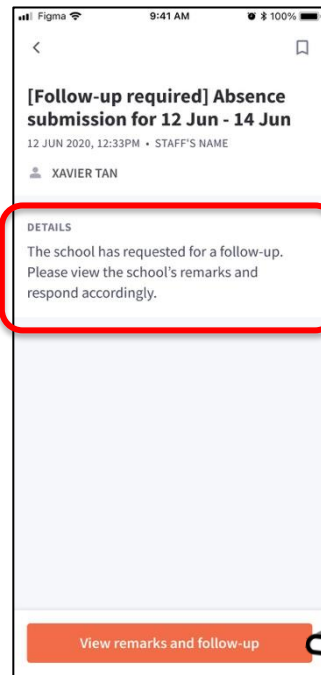 Figma 9:41 AM 100%
[Follow-up required] Absence
submission for 12 Jun - 14 Jun
12 JUN 2020, 12:33PM • STAFF'S NAME
XAVIER TAN
DETAILS
The school has requested for a follow-up.
Please view the school's remarks and
respond accordingly.
View remarks and follow-up